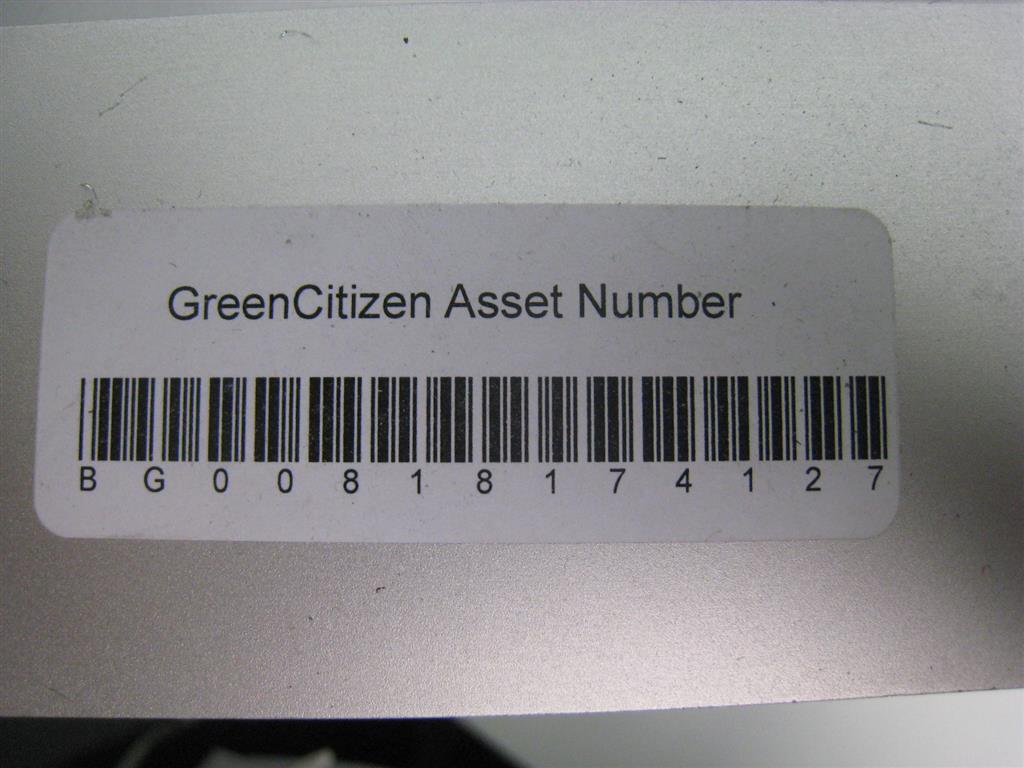 GreenCitizen Asset Number
B G 0 0 8 1 8 1 7 4 1 2 7